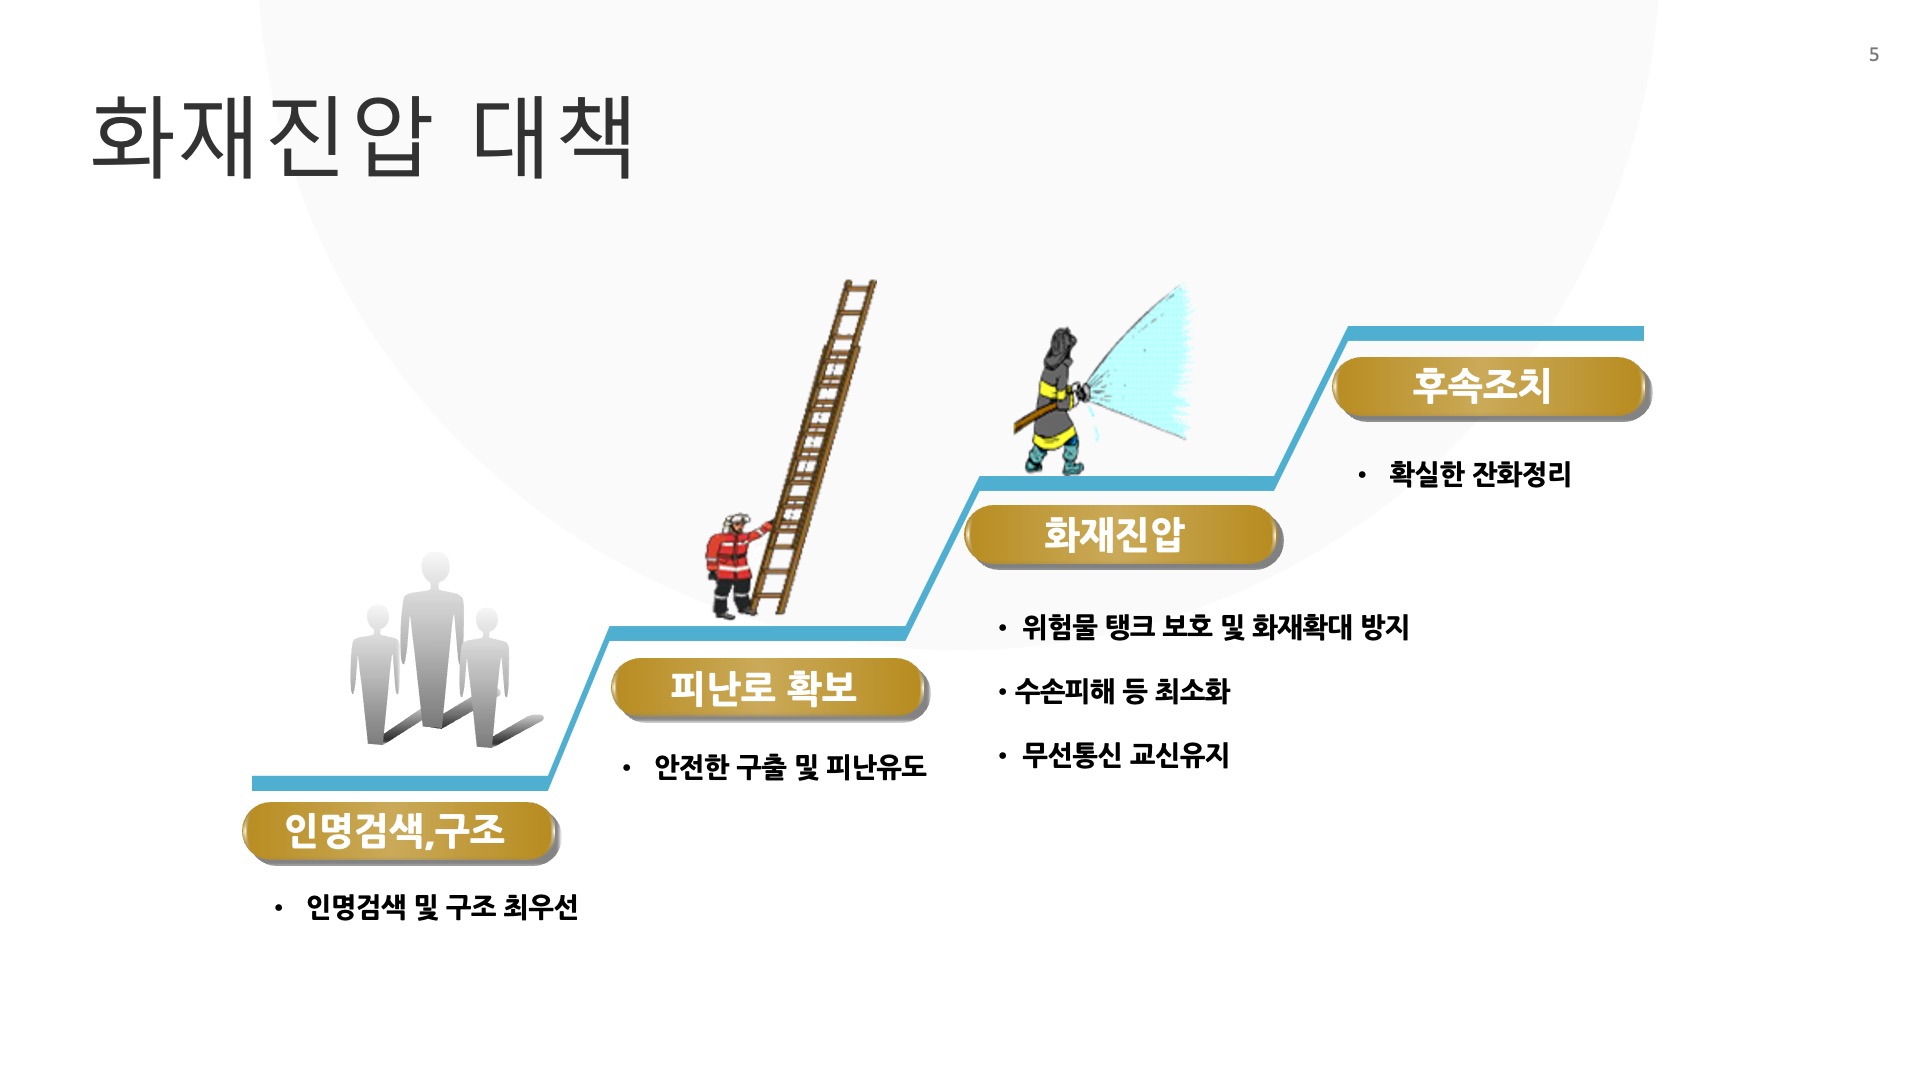 5
화재진압 대책
인명검색,구조
• 인명검색 및 구조 최우선
피난로 확보
• 안전한 구출 및 피난유도
화재진압
• 위험물 탱크 보호 및 화재확대 방지
• 수손피해 등 최소화
• 무선통신 교신유지
후속조치
• 확실한 잔화정리